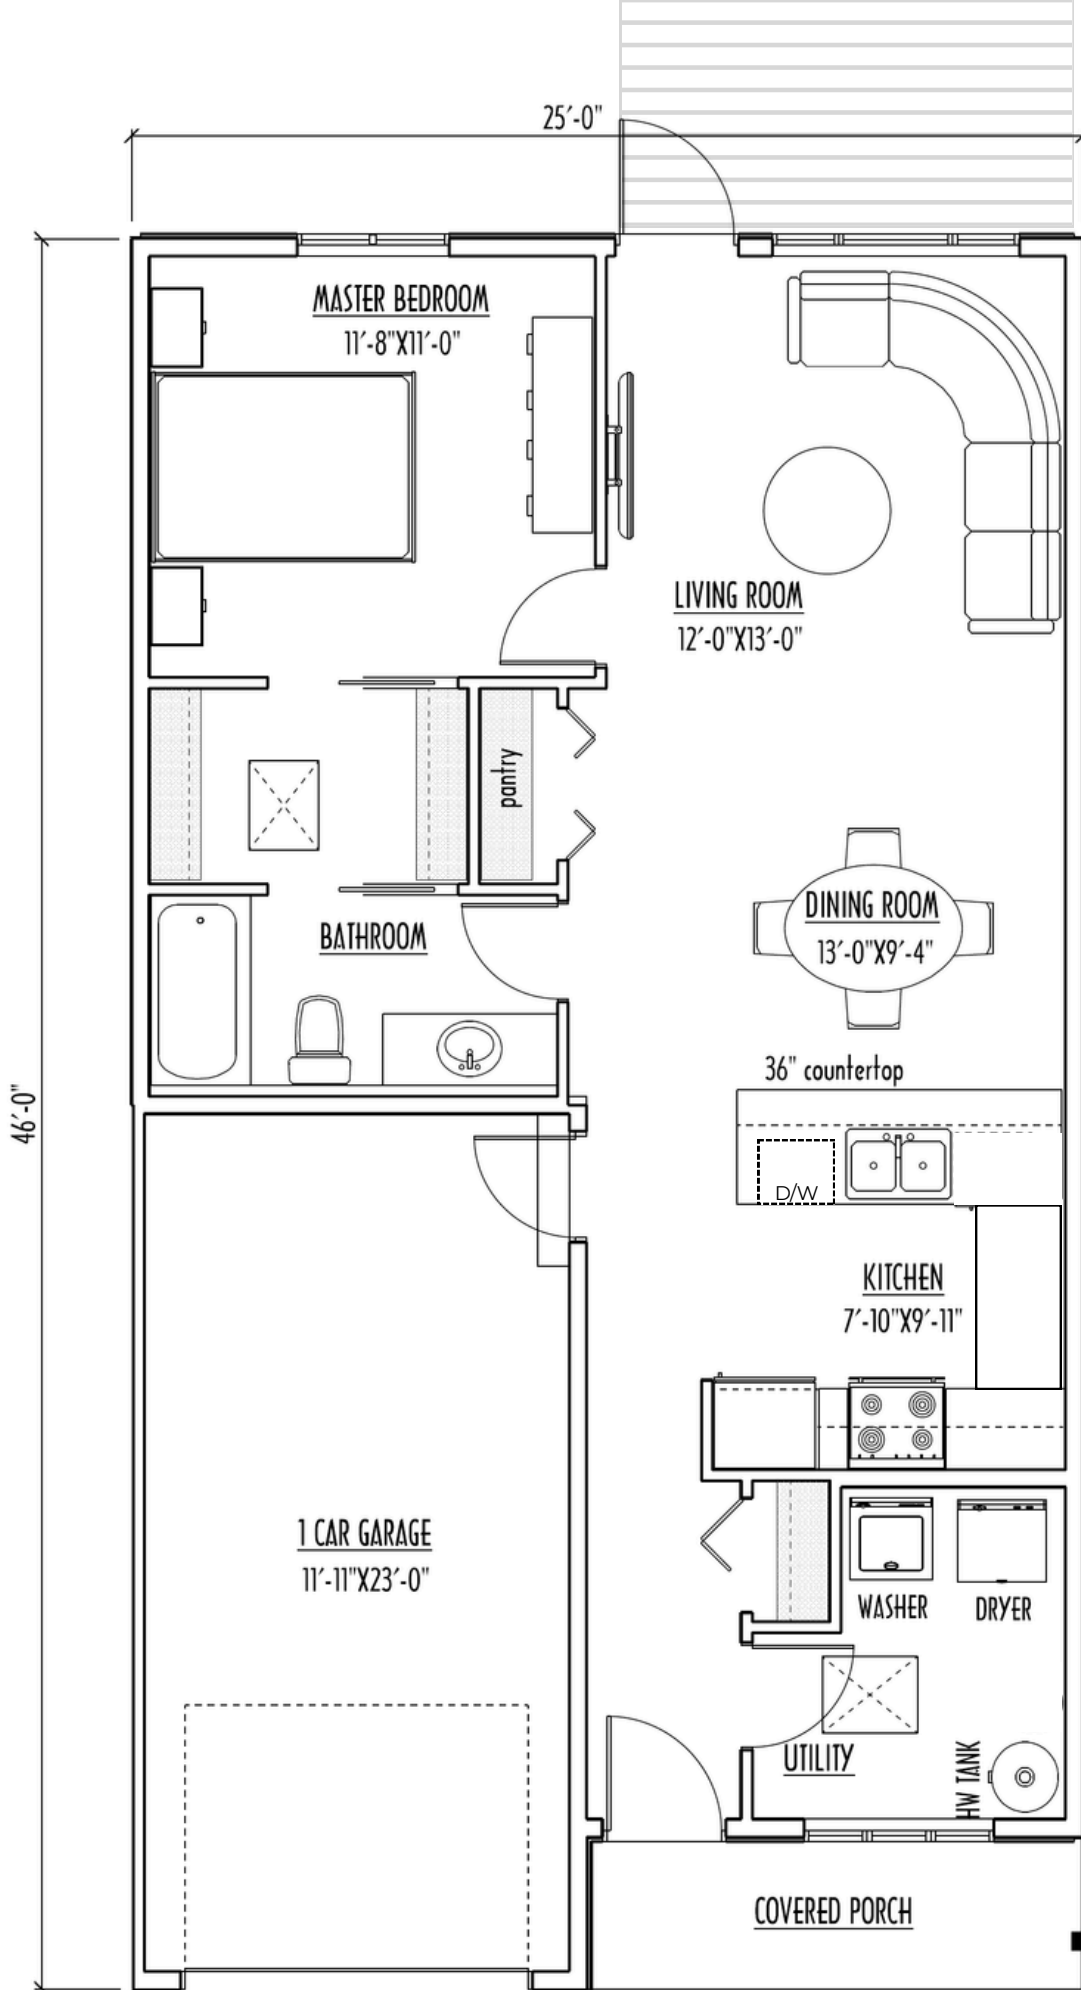 25'-0"
MASTER BEDROOM
11'-8"X11'-0"
LIVING ROOM
12'-0"X13'-0"
pantry
DINING ROOM
13'-0"X9'-4"
BATHROOM
36" countertop
46'-0"
D/W
KITCHEN
7'-10"X9'-11"
1 CAR GARAGE
11'-11"X23'-0"
WASHER
DRYER
UTILITY
HW TANK
COVERED PORCH